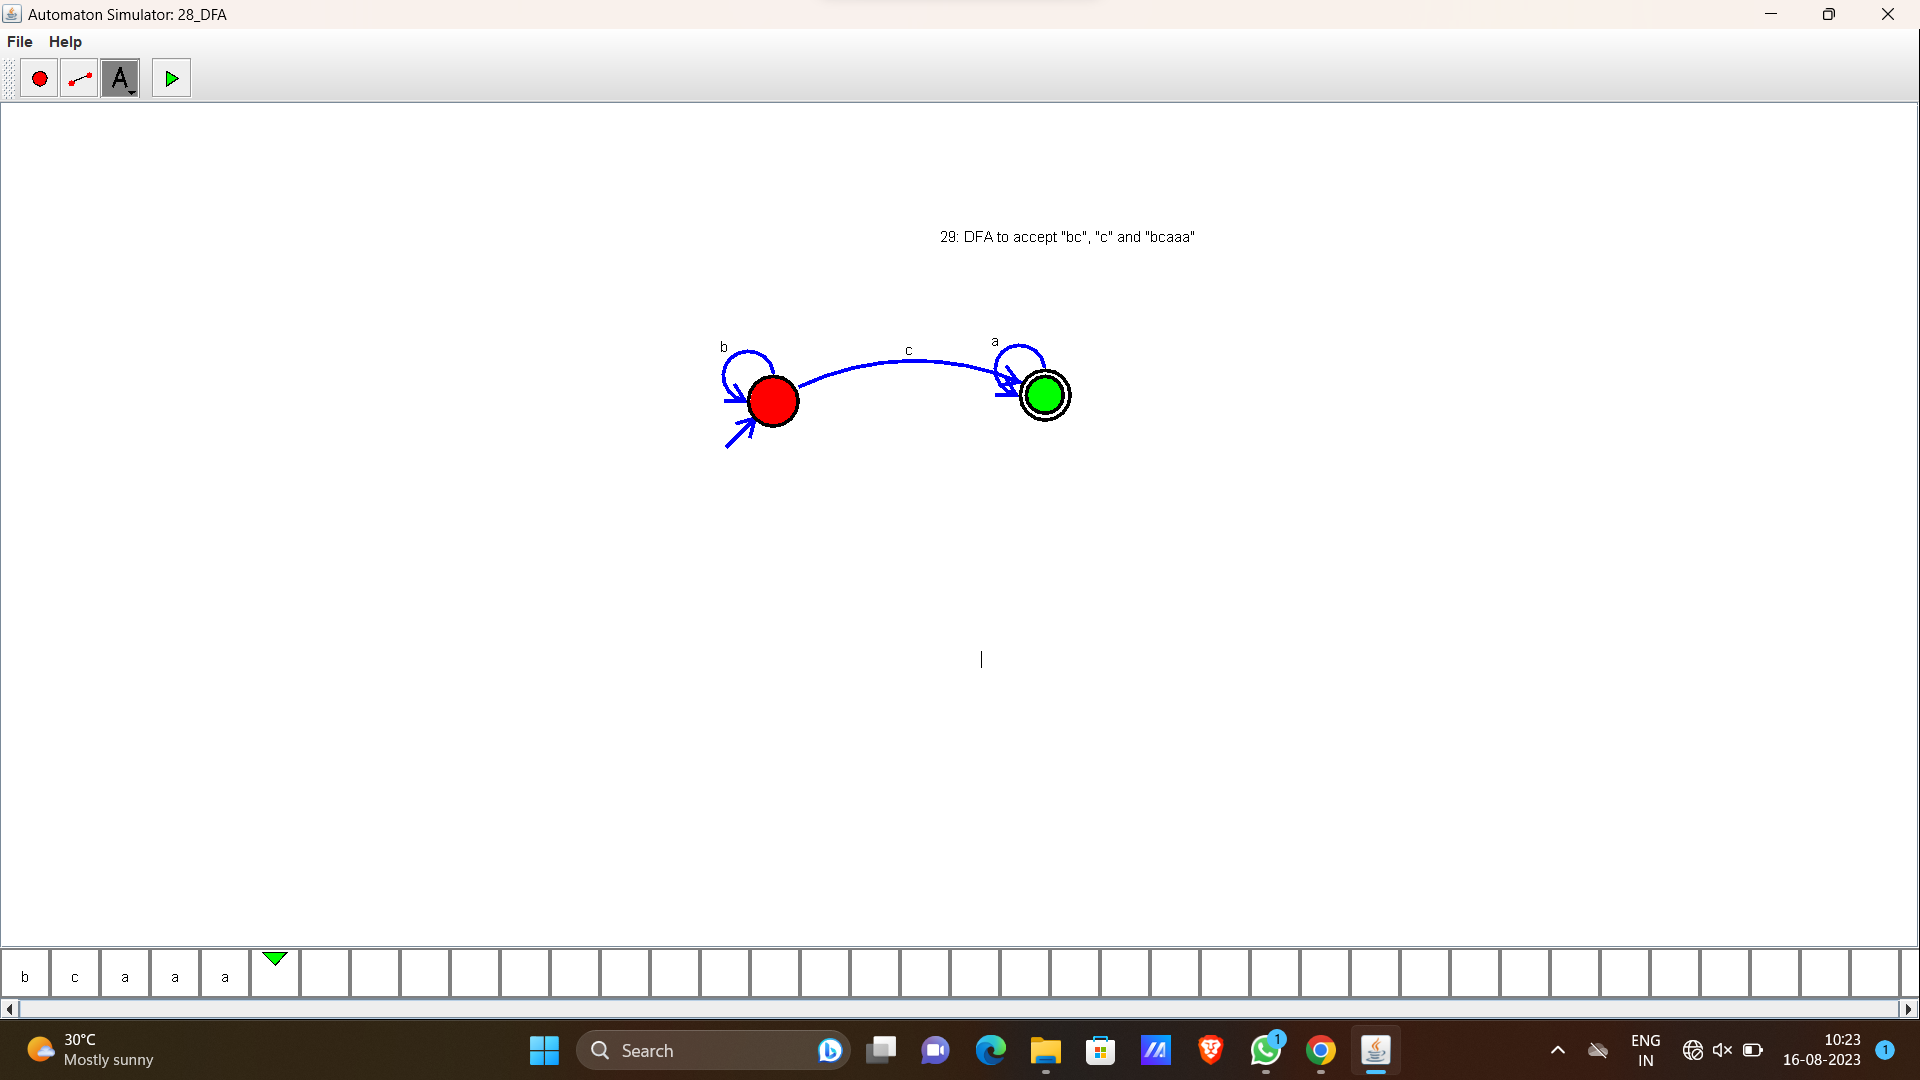 Automaton Simulator: 28_DFA
File Help
A
29: DFA to accept "bc", "c" and "bcaaa"
b
c
a
b c a a a
30°C
Mostly sunny
Search
1
ENG
IN
10:23
16-08-2023
1